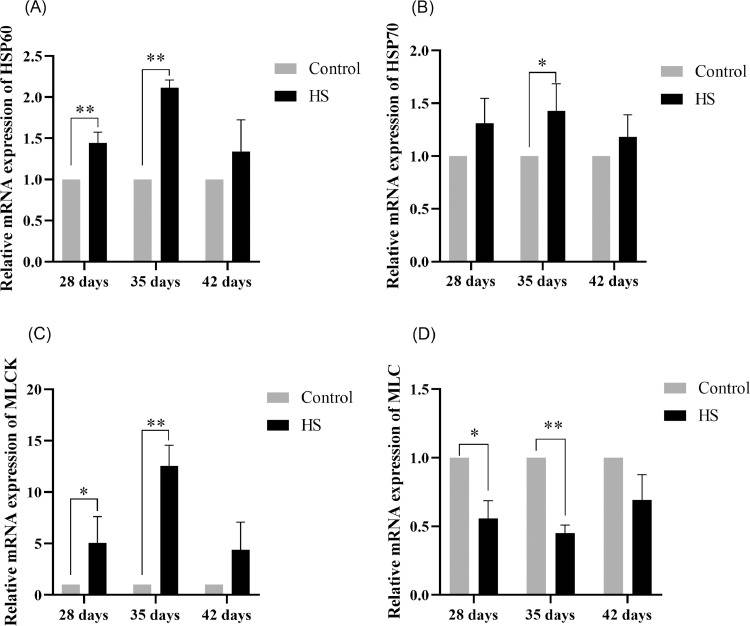 (A)
Relative mRNA expression of HSP60
2.5
2.0
1.5
1.0
0.5
0.0
**
**
28 days 35 days 42 days
Control
HS
(B)
Relative mRNA expression of HSP70
2.0
1.5
1.0
0.5
0.0
*
28 days 35 days 42 days
Control
HS
(C)
Relative mRNA expression of MLCK
20
15
10
5
0
*
**
28 days 35 days 42 days
Control
HS
(D)
Relative mRNA expression of MLC
1.5
1.0
0.5
0.0
*
**
28 days 35 days 42 days
Control
HS